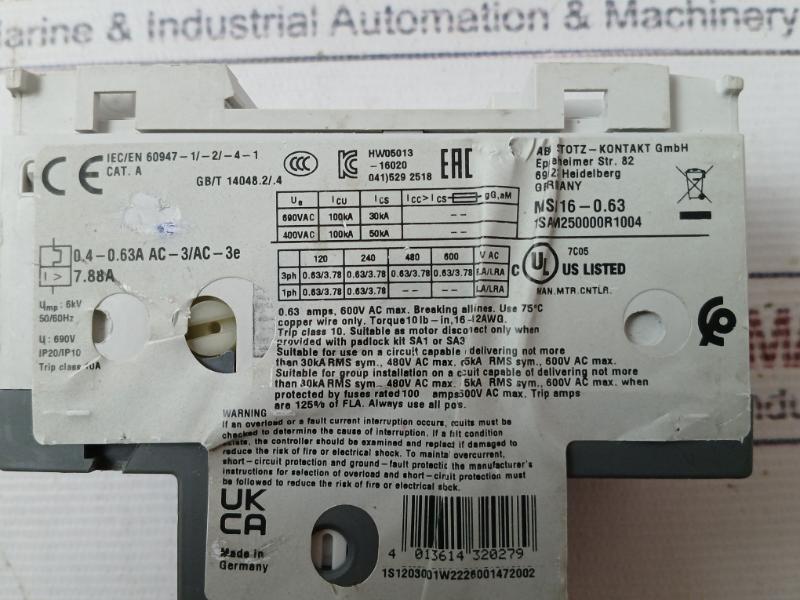 arine & Industrial Automation & Machinery
CE
IEC/EN 60947-1/-2/-4-1
CAT. A
GB/T 14048.2/.4
CCC
HW05013
-16020
041)529 2518
EAC
TOTZ-KONTAKT GmbH
Str. 82
Heidelberg
16-0.63
1SAM250000R1004
Ue ICU ICS ICC>ICS gG,aM
690VAC 100kA 30kA --
400VAC 100kA 50kA --
0,4-0.63A AC-3/AC-3e
I> 7.88A
120 240 480 600 V AC
3ph 0.63/3.78 0.63/3.78 0.63/3.78 0.63/3.78 LA/LRA
1ph 0.63/3.78 0.63/3.78 -- -- LA/LRA
7C05
C UL US LISTED
MAN.MTR.CNTLR.
Uimp: 6kV
50/60Hz
690V
IP20/IP10
Trip class 10A
0.63 amps, 600V AC max. Breaking all lines. Use 75°C
copper wire only. Torque 10 lb-in,
Trip class 10. Suitable as motor disconnect only when
provided with padlock kit SA1 or SA3
Suitable for use on a circuit capable delivering not more
than 30kA RMS sym., 480V AC max. 5kA RMS sym., 600V AC max.
Suitable for group installation on a circuit capable of delivering not more
than 30kA RMS sym., 480V AC max. 5kA RMS sym., 600V AC max. when
protected by fuses rated 100 amps 600V AC max. Trip amps
are 125% of FLA. Always use all
WARNING
If an overload or a fault current interruption occurs, circuits must be
checked to determine the cause of interruption. If a condition
exists, the controller should be examined and replaced if damaged to
reduce the risk of fire or electrical shock. To maintain overcurrent,
short-circuit protection and ground-fault protection the manufacturer's
instructions for selection of overload and short-circuit protection must
be followed to reduce the risk of fire or electrical shock.
UK
CA
Made in
Germany
4 013614 320279
1S1203001W2226001472002